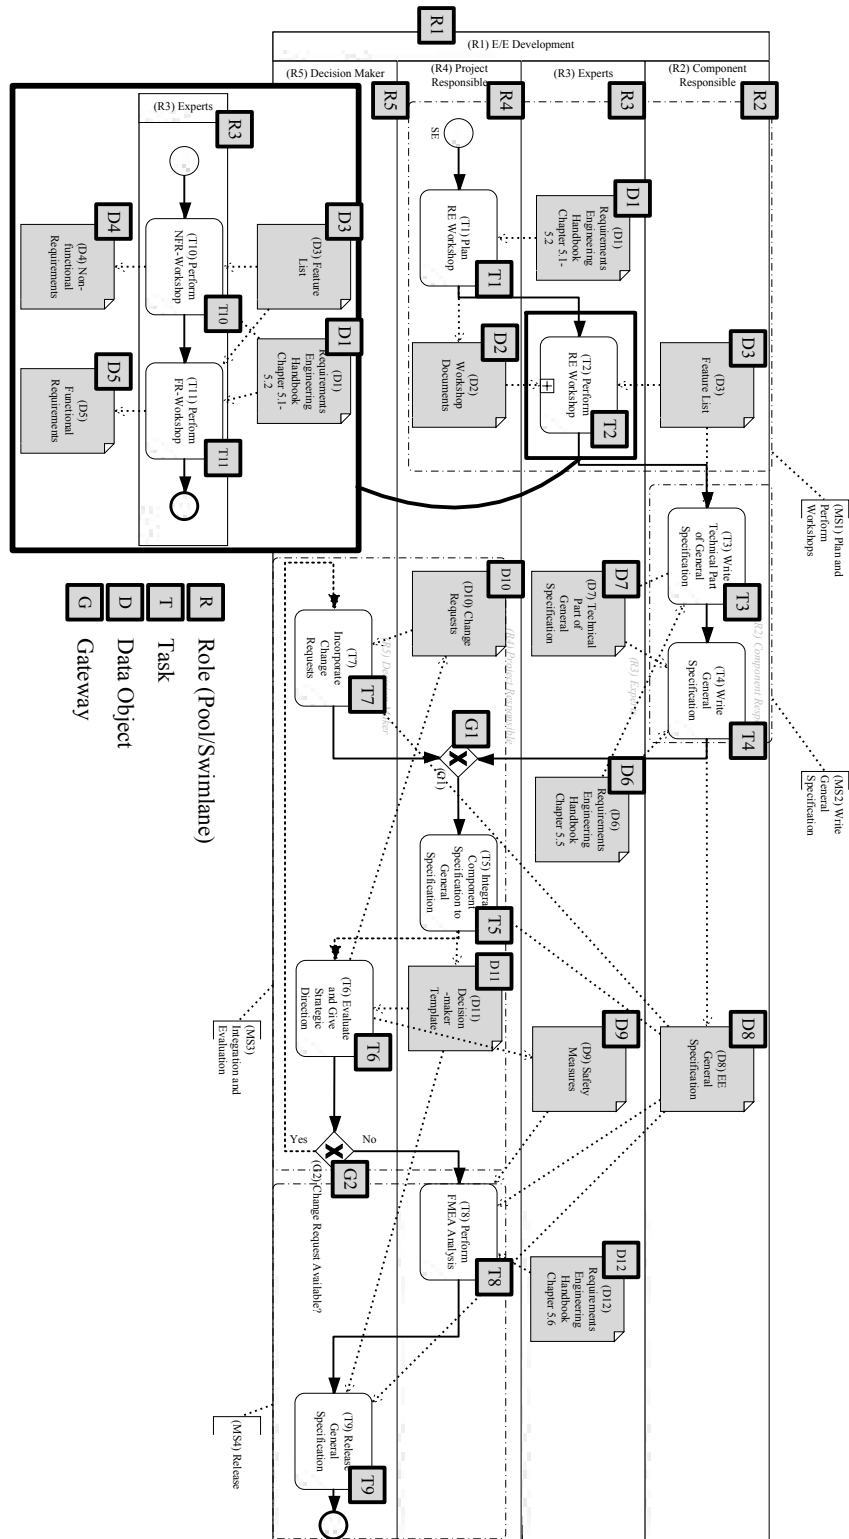 R1
(R1) E/E Development
(R5) Decision Maker
(R4) Project
Responsible
(R3) Experts
(R2) Component
Responsible
R5
R4
R3
R2
SE
(T1) Plan
RE Workshop
T1
D1
(D1)
Requirements
Engineering
Handbook
Chapter 5.1-
5.2
D2
(D2)
Workshop
Documents
(T2) Perform
RE Workshop
T2
D3
(D3)
Feature List
(MS1) Plan and
Perform
Workshops
(R3) Experts
R3
D4
(D4) Non-
functional
Requirements
(T10) Perform
NFR-Workshop
T10
D3
(D3) Feature
List
D1
(D1)
Requirements
Engineering
Handbook
Chapter 5.1-
5.2
D5
(D5)
Functional
Requirements
(T11) Perform
FR-Workshop
T11
(T3) Write
Technical Part
of General
Specification
T3
D7
(D7) Technical
Part of
General
Specification
D10
(D10) Change
Requests
(T7)
Incorporate
Change
Requests
T7
(T4) Write
General
Specification
T4
(MS2) Write
General
Specification
G1
(G1)
D6
(D6)
Requirements
Engineering
Handbook
Chapter 5.5
(T5) Integra
Component
Specification to
General
Specification
T5
D11
(D11)
Decision
-maker
Template
(T6) Evaluate
and Give
Strategic
Direction
T6
(MS3)
Integration and
Evaluation
D9
(D9) Safety
Measures
D8
(D8) EE
General
Specification
Yes
No
G2
(G2) Change Request Available?
(T8) Perform
FMEA Analysis
T8
D12
(D12)
Requirements
Engineering
Handbook
Chapter 5.6
(T9) Release
General
Specification
T9
(MS4) Release
R
Role (Pool/Swimlane)
T
Task
D
Data Object
G
Gateway
(R4) Project Responsible
(R3) Exper